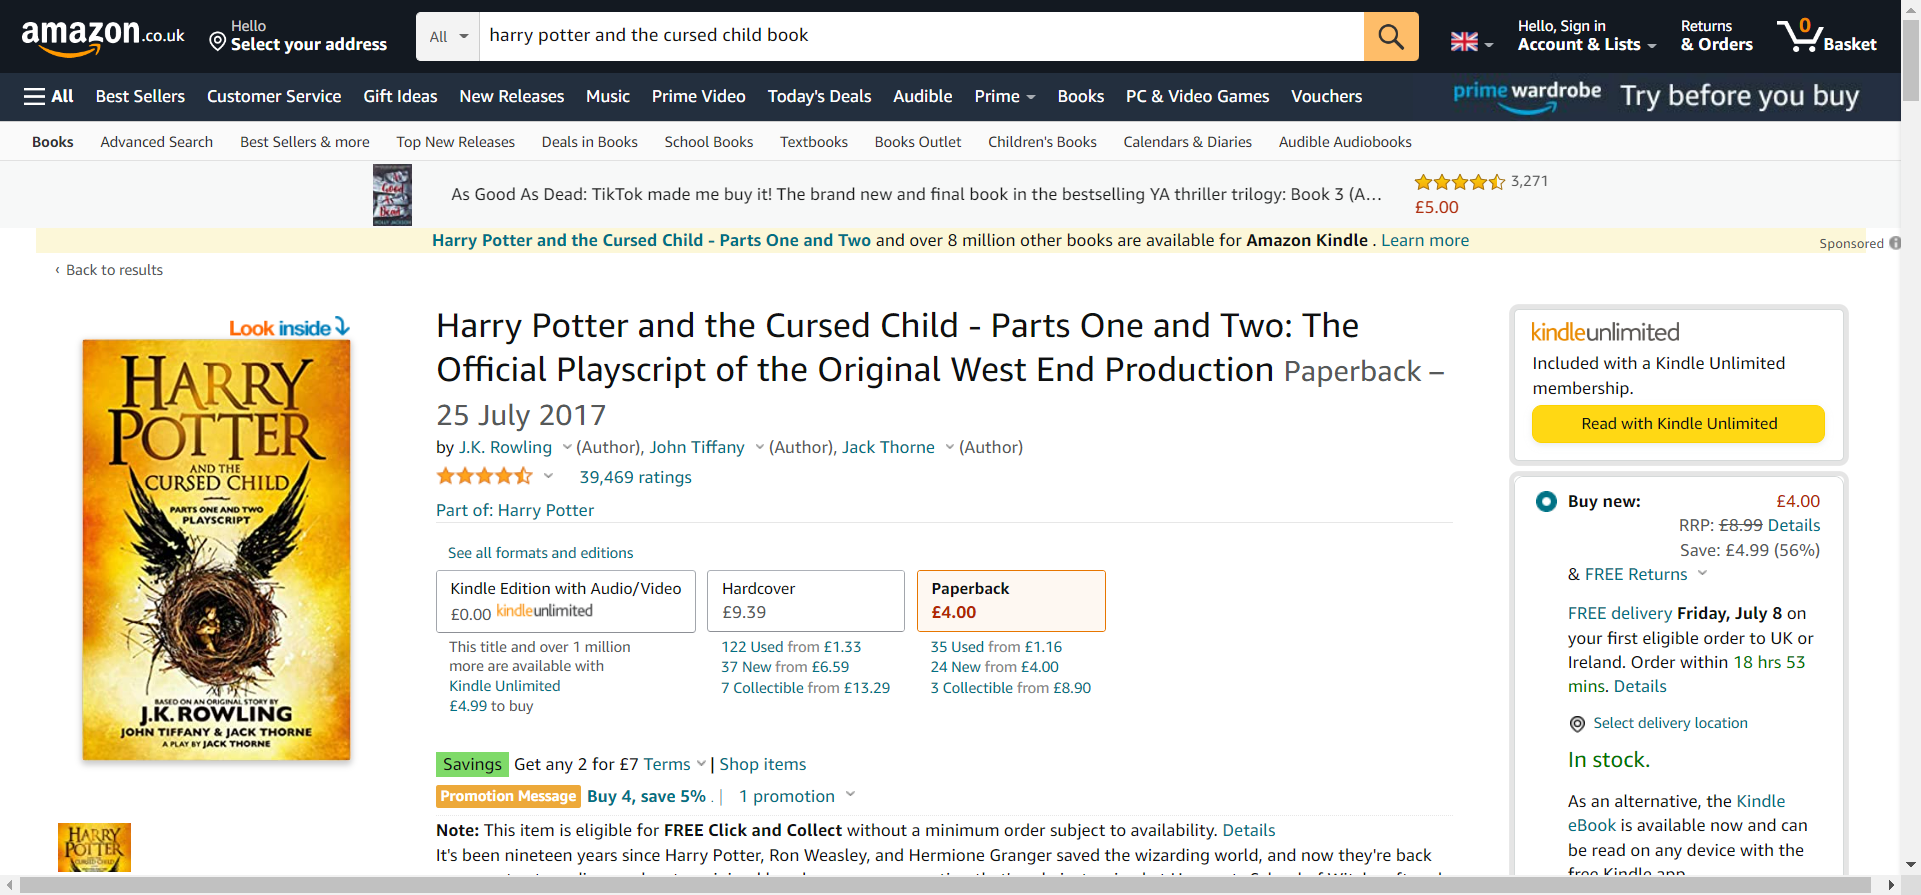 amazon.co.uk
Hello
Select your address
All
harry potter and the cursed child book
Hello, Sign in
Account & Lists
Returns
& Orders
0
Basket
All
Best Sellers
Customer Service
Gift Ideas
New Releases
Music
Prime Video
Today's Deals
Audible
Prime
Books
PC & Video Games
Vouchers
prime wardrobe
Try before you buy
Books
Advanced Search
Best Sellers & more
Top New Releases
Deals in Books
School Books
Textbooks
Books Outlet
Children's Books
Calendars & Diaries
Audible Audiobooks
As Good As Dead
As Good As Dead: TikTok made me buy it! The brand new and final book in the bestselling YA thriller trilogy: Book 3 (A...
3,271
£5.00
Harry Potter and the Cursed Child - Parts One and Two and over 8 million other books are available for Amazon Kindle . Learn more
Sponsored
‹ Back to results
Look inside
HARRY
POTTER
AND THE
CURSED CHILD
PARTS ONE AND TWO
PLAYSCRIPT
BASED ON AN ORIGINAL STORY BY
J.K. ROWLING
JOHN TIFFANY & JACK THORNE
A PLAY BY JACK THORNE
HARRY
POTTER
Harry Potter and the Cursed Child - Parts One and Two: The
Official Playscript of the Original West End Production Paperback –
25 July 2017
by J.K. Rowling (Author), John Tiffany (Author), Jack Thorne (Author)
39,469 ratings
Part of: Harry Potter
See all formats and editions
Kindle Edition with Audio/Video
£0.00 kindleunlimited
This title and over 1 million
more are available with
Kindle Unlimited
£4.99 to buy
Hardcover
£9.39
122 Used from £1.33
37 New from £6.59
7 Collectible from £13.29
Paperback
£4.00
35 Used from £1.16
24 New from £4.00
3 Collectible from £8.90
Savings Get any 2 for £7 Terms | Shop items
Promotion Message Buy 4, save 5% . | 1 promotion
Note: This item is eligible for FREE Click and Collect without a minimum order subject to availability. Details
It's been nineteen years since Harry Potter, Ron Weasley, and Hermione Granger saved the wizarding world, and now they're back
kindleunlimited
Included with a Kindle Unlimited
membership.
Read with Kindle Unlimited
Buy new:
£4.00
RRP: £8.99 Details
Save: £4.99 (56%)
& FREE Returns
FREE delivery Friday, July 8 on
your first eligible order to UK or
Ireland. Order within 18 hrs 53
mins. Details
Select delivery location
In stock.
As an alternative, the Kindle
eBook is available now and can
be read on any device with the
free Kindle app